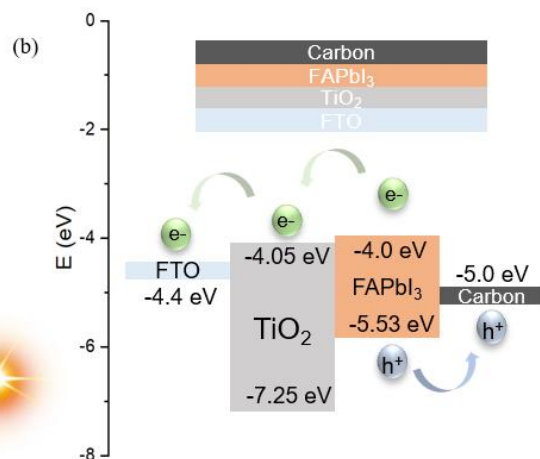 (b)
0
-2
-4
-6
-8
E (eV)
Carbon
FAPbI₃
TiO₂
FTO
e-
e-
e-
FTO
-4.4 eV
-4.05 eV
TiO₂
-7.25 eV
-4.0 eV
FAPbI₃
-5.53 eV
-5.0 eV
Carbon
h⁺
h⁺